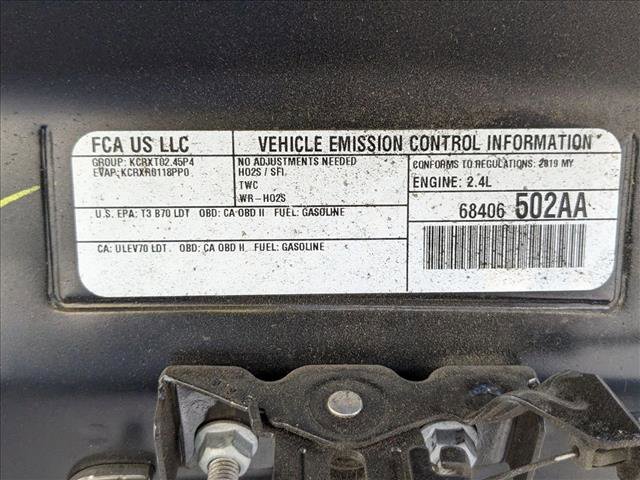 FCA US LLC
VEHICLE EMISSION CONTROL INFORMATION
GROUP: KCRXT02.45P4
EVAP: KCRXR0118PP0
NO ADJUSTMENTS NEEDED
HO2S / SFI
TWC
WR-HO2S
CONFORMS TO REGULATIONS: 2019 MY
ENGINE: 2.4L
U.S. EPA: T3 B70 LDT OBD: CA OBD II FUEL: GASOLINE
68406 502AA
CA: ULEV70 LDT. OBD: CA OBD II. FUEL: GASOLINE